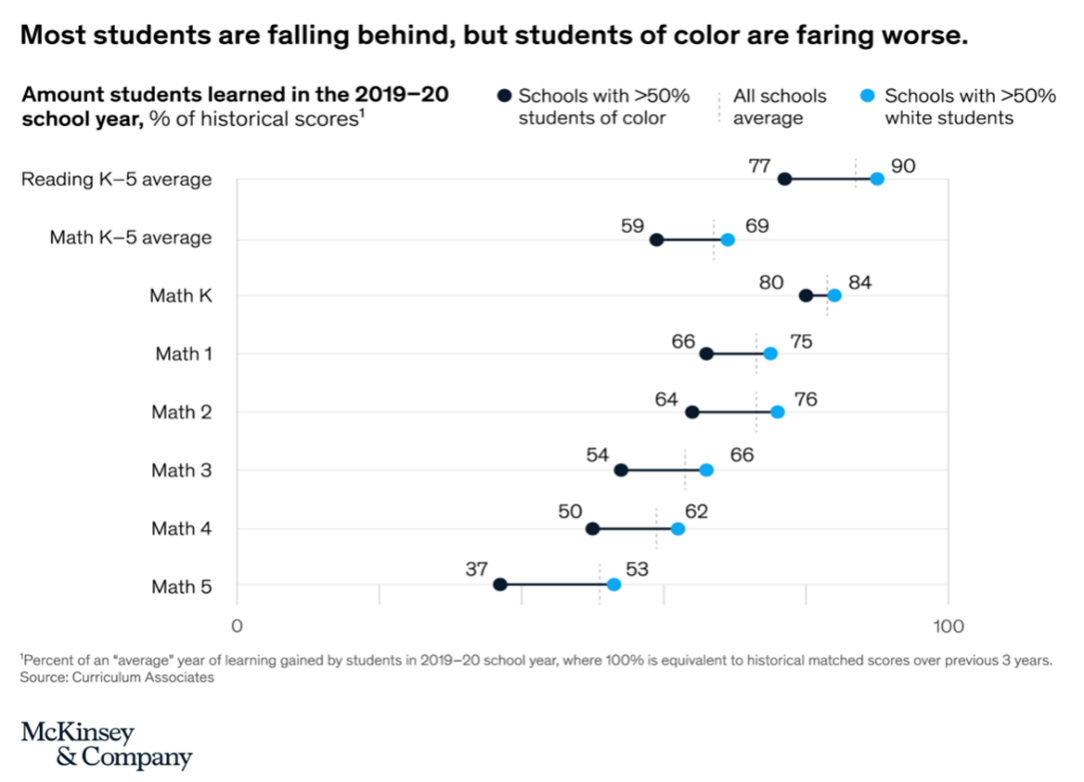 Most students are falling behind, but students of color are faring worse.
Amount students learned in the 2019–20
school year, % of historical scores¹
Schools with >50%
students of color
All schools
average
Schools with >50%
white students
Reading K–5 average
77
90
Math K–5 average
59
69
Math K
80
84
Math 1
66
75
Math 2
64
76
Math 3
54
66
Math 4
50
62
Math 5
37
53
0
100
¹Percent of an “average” year of learning gained by students in 2019–20 school year, where 100% is equivalent to historical matched scores over previous 3 years.
Source: Curriculum Associates
McKinsey
& Company